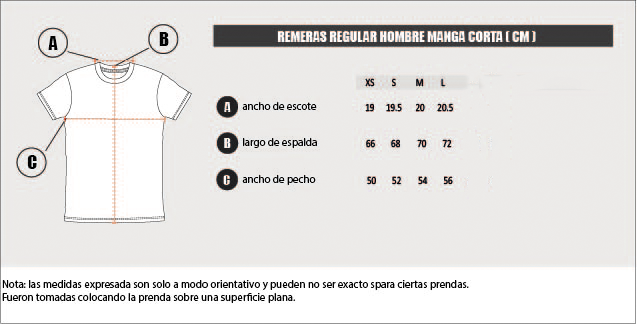 A
B
C
REMERAS REGULAR HOMBRE MANGA CORTA ( CM )
XS S M L
A ancho de escote 19 19.5 20 20.5
B largo de espalda 66 68 70 72
C ancho de pecho 50 52 54 56
Nota: las medidas expresada son solo a modo orientativo y pueden no ser exacto spara ciertas prendas.
Fueron tomadas colocando la prenda sobre una superficie plana.